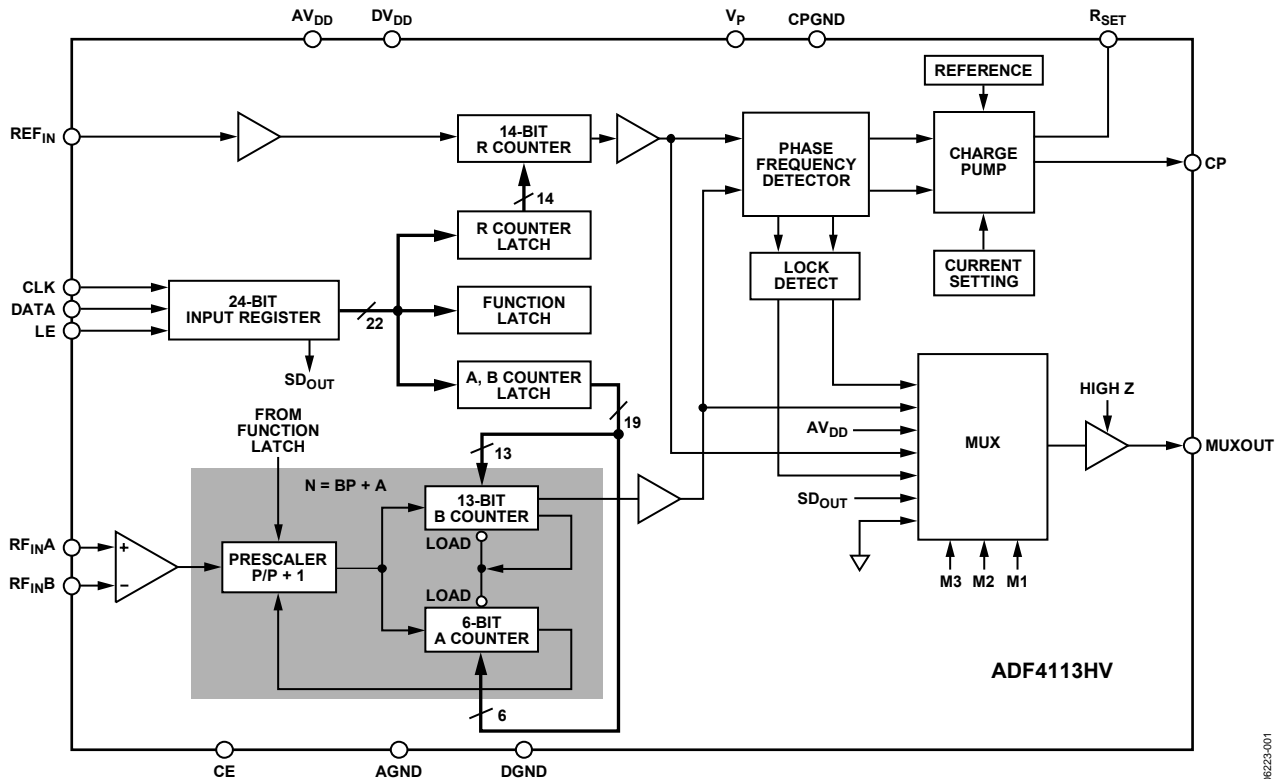 AVDD
DVDD
VP
CPGND
RSET
REFERENCE
REFIN
14-BIT
R COUNTER
PHASE
FREQUENCY
DETECTOR
CHARGE
PUMP
CP
14
R COUNTER
LATCH
LOCK
DETECT
CURRENT
SETTING
CLK
DATA
LE
24-BIT
INPUT REGISTER
22
FUNCTION
LATCH
SDOUT
A, B COUNTER
LATCH
19
FROM
FUNCTION
LATCH
HIGH Z
AVDD
MUX
MUXOUT
13
N = BP + A
13-BIT
B COUNTER
SDOUT
RFINA
RFINB
+
−
PRESCALER
P/P + 1
LOAD
LOAD
M3
M2
M1
6-BIT
A COUNTER
6
ADF4113HV
CE
AGND
DGND